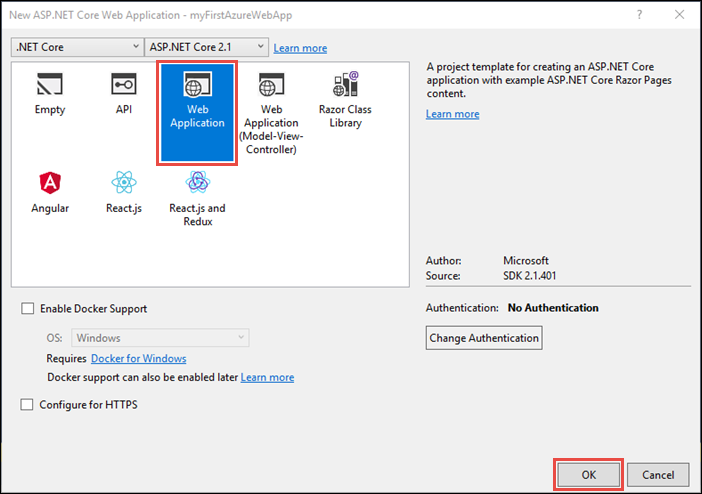 New ASP.NET Core Web Application - myFirstAzureWebApp
.NET Core
ASP.NET Core 2.1
Learn more
Empty
API
Web
Application
Web
Application
(Model-View-
Controller)
Razor Class
Library
Angular
React.js
React.js and
Redux
A project template for creating an ASP.NET Core
application with example ASP.NET Core Razor Pages
content.
Learn more
Author: Microsoft
Source: SDK 2.1.401
Authentication: No Authentication
Change Authentication
Enable Docker Support
OS: Windows
Requires Docker for Windows
Docker support can also be enabled later Learn more
Configure for HTTPS
OK
Cancel